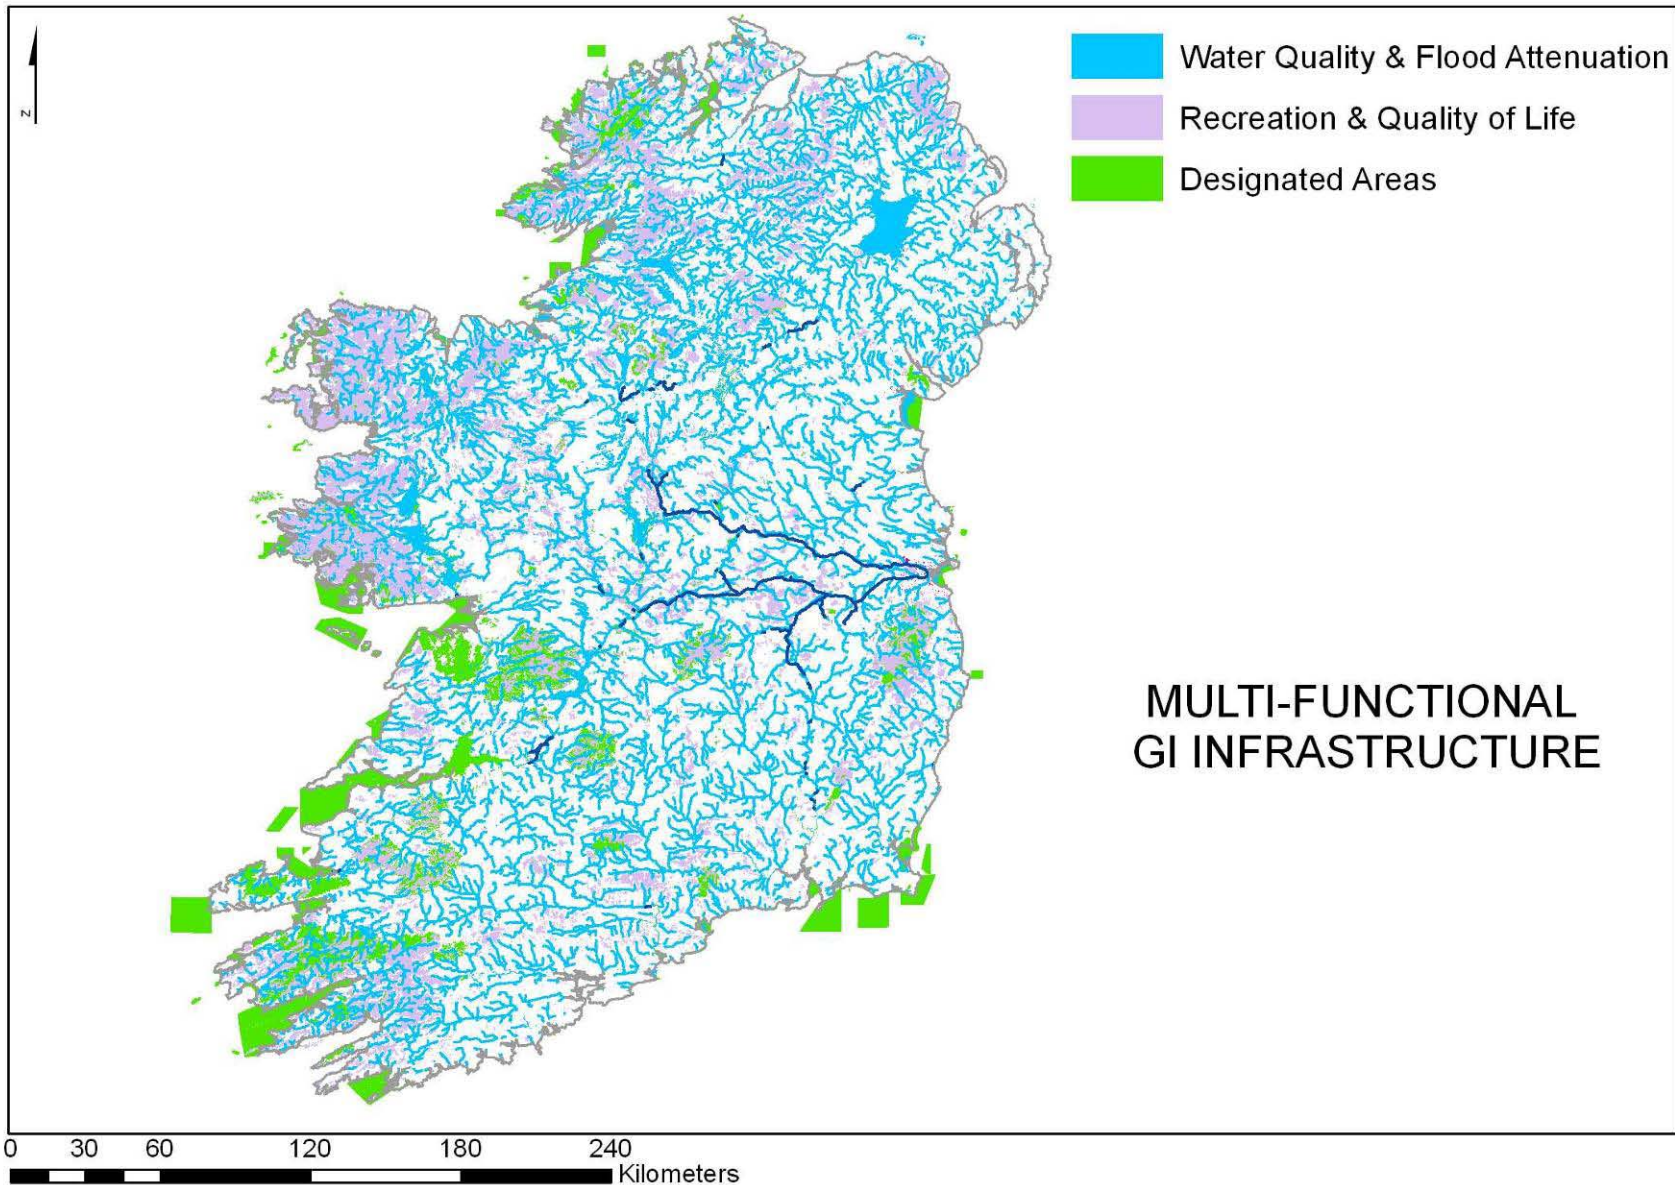 N
Water Quality & Flood Attenuation
Recreation & Quality of Life
Designated Areas
MULTI-FUNCTIONAL
GI INFRASTRUCTURE
0 30 60 120 180 240
Kilometers